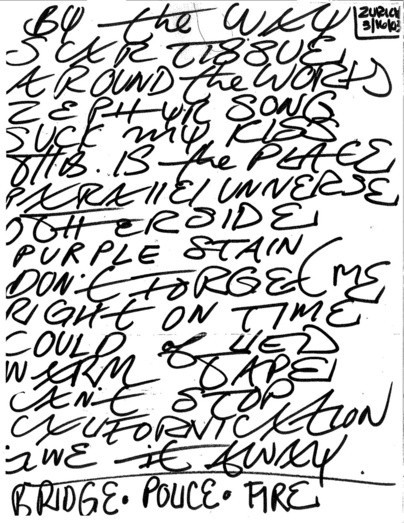 BY the WAY
ZURICH
3/16/03
SCAR TISSUE
AROUND the WORLD
ZEPHYR SONG
SUCK MY KISS
THIS IS the PLACE
PARALLEL UNIVERSE
OTHERSIDE
PURPLE STAIN
DON'T FORGET ME
RIGHT ON TIME
COULD HAVE LIED
WARM TAPE
CAN'T STOP
CALIFORNICATION
GIVE IT AWAY
BRIDGE • POLICE • FIRE